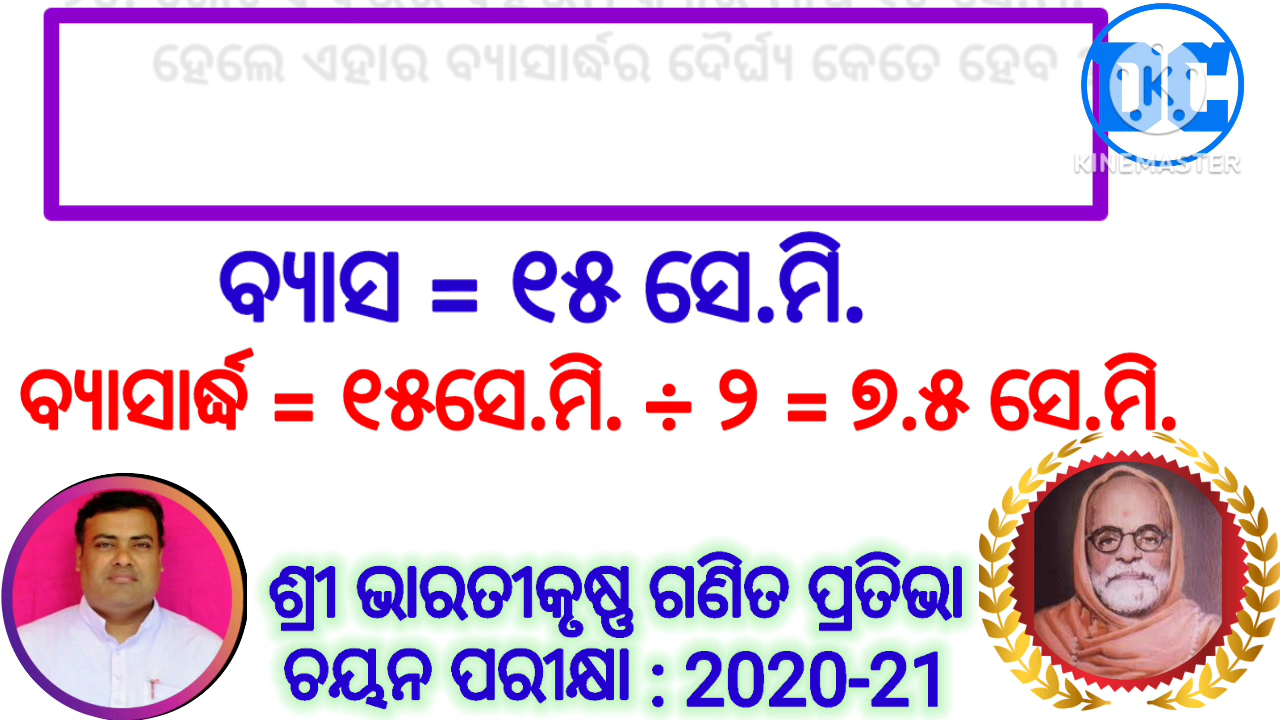 ହେଲେ ଏହାର ବ୍ୟାସାର୍ଦ୍ଧର ଦୈର୍ଘ୍ୟ କେତେ ହେବ
KINEMASTER
ବ୍ୟାସ = ୧୫ ସେ.ମି.
ବ୍ୟାସାର୍ଦ୍ଧ = ୧୫ସେ.ମି. ÷ ୨ = ୭.୫ ସେ.ମି.
ଶ୍ରୀ ଭାରତୀକୃଷ୍ଣ ଗଣିତ ପ୍ରତିଭା
ଚୟନ ପରୀକ୍ଷା : 2020-21